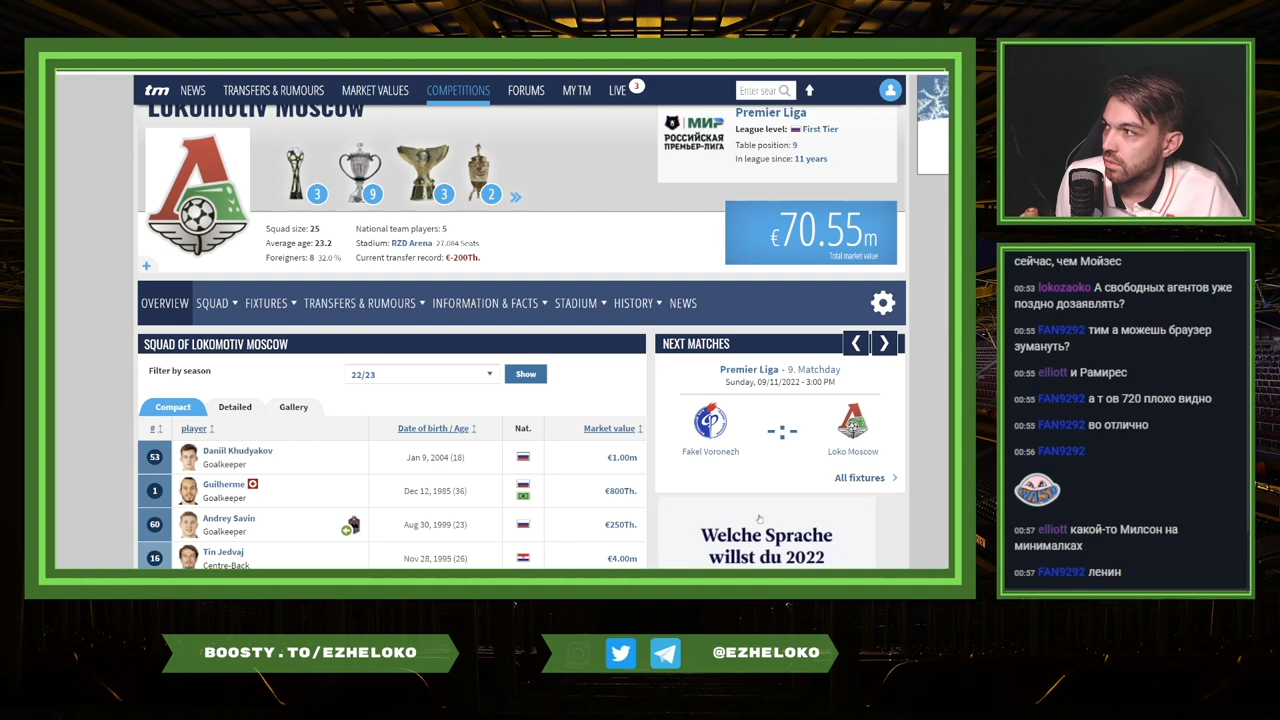 tm
NEWS
TRANSFERS & RUMOURS
MARKET VALUES
COMPETITIONS
FORUMS
MY TM
LIVE
3
Enter sear
LOKOMOTIV MOSCOW
МИР
РОССИЙСКАЯ
ПРЕМЬЕР-ЛИГА
Premier Liga
League level: First Tier
Table position: 9
In league since: 11 years
3
9
3
2
Squad size: 25
Average age: 23.2
Foreigners: 8 32.0 %
National team players: 5
Stadium: RZD Arena 27.084 Seats
Current transfer record: €-200Th.
€70.55m
Total market value
OVERVIEW
SQUAD
FIXTURES
TRANSFERS & RUMOURS
INFORMATION & FACTS
STADIUM
HISTORY
NEWS
SQUAD OF LOKOMOTIV MOSCOW
Filter by season
22/23
Show
Compact
Detailed
Gallery
#
player
Date of birth / Age
Nat.
Market value
53
Daniil Khudyakov
Goalkeeper
Jan 9, 2004 (18)
€1.00m
1
Guilherme
Goalkeeper
Dec 12, 1985 (36)
€800Th.
60
Andrey Savin
Goalkeeper
Aug 30, 1999 (23)
€250Th.
16
Tin Jedvaj
Centre-Back
Nov 28, 1995 (26)
€4.00m
NEXT MATCHES
Premier Liga - 9. Matchday
Sunday, 09/11/2022 - 3:00 PM
-:-
Fakel Voronezh
Loko Moscow
All fixtures
Welche Sprache
willst du 2022
сейчас, чем Мойзес
00:53 lokozaoko А свободных агентов уже
поздно дозаявлять?
00:55 FAN9292 тим а можешь браузер
зумануть?
00:55 elliott и Рамирес
00:55 FAN9292 а т ов 720 плохо видно
00:55 FAN9292 во отлично
00:56 FAN9292
00:57 elliott какой-то Милсон на
минималках
00:57 FAN9292 ленин
BOOSTY.TO/EZHELOKO
@EZHELOKO